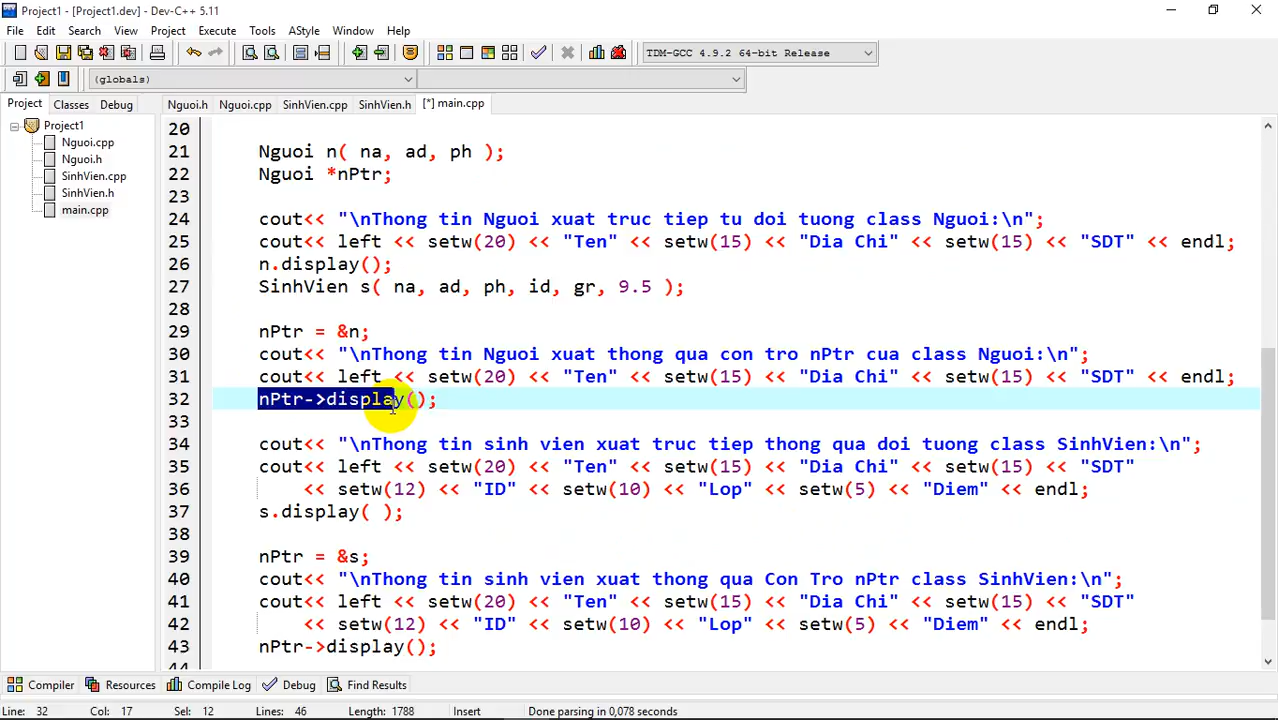 Project1 - [Project1.dev] - Dev-C++ 5.11
File Edit Search View Project Execute Tools AStyle Window Help
TDM-GCC 4.9.2 64-bit Release
(globals)
Project Classes Debug
Nguoi.h Nguoi.cpp SinhVien.cpp SinhVien.h [*] main.cpp
Project1
Nguoi.cpp
Nguoi.h
SinhVien.cpp
SinhVien.h
main.cpp
20
21 Nguoi n( na, ad, ph );
22 Nguoi *nPtr;
23
24 cout<< "\nThong tin Nguoi xuat truc tiep tu doi tuong class Nguoi:\n";
25 cout<< left << setw(20) << "Ten" << setw(15) << "Dia Chi" << setw(15) << "SDT" << endl;
26 n.display();
27 SinhVien s( na, ad, ph, id, gr, 9.5 );
28
29 nPtr = &n;
30 cout<< "\nThong tin Nguoi xuat thong qua con tro nPtr cua class Nguoi:\n";
31 cout<< left << setw(20) << "Ten" << setw(15) << "Dia Chi" << setw(15) << "SDT" << endl;
32 nPtr->display();
33
34 cout<< "\nThong tin sinh vien xuat truc tiep thong qua doi tuong class SinhVien:\n";
35 cout<< left << setw(20) << "Ten" << setw(15) << "Dia Chi" << setw(15) << "SDT"
36 << setw(12) << "ID" << setw(10) << "Lop" << setw(5) << "Diem" << endl;
37 s.display( );
38
39 nPtr = &s;
40 cout<< "\nThong tin sinh vien xuat thong qua Con Tro nPtr class SinhVien:\n";
41 cout<< left << setw(20) << "Ten" << setw(15) << "Dia Chi" << setw(15) << "SDT"
42 << setw(12) << "ID" << setw(10) << "Lop" << setw(5) << "Diem" << endl;
43 nPtr->display();
44
Compiler Resources Compile Log Debug Find Results
Line: 32 Col: 17 Sel: 12 Lines: 46 Length: 1788 Insert Done parsing in 0,078 seconds